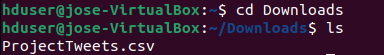 hduser@jose-VirtualBox:~$ cd Downloads
hduser@jose-VirtualBox:~/Downloads$ ls
ProjectTweets.csv